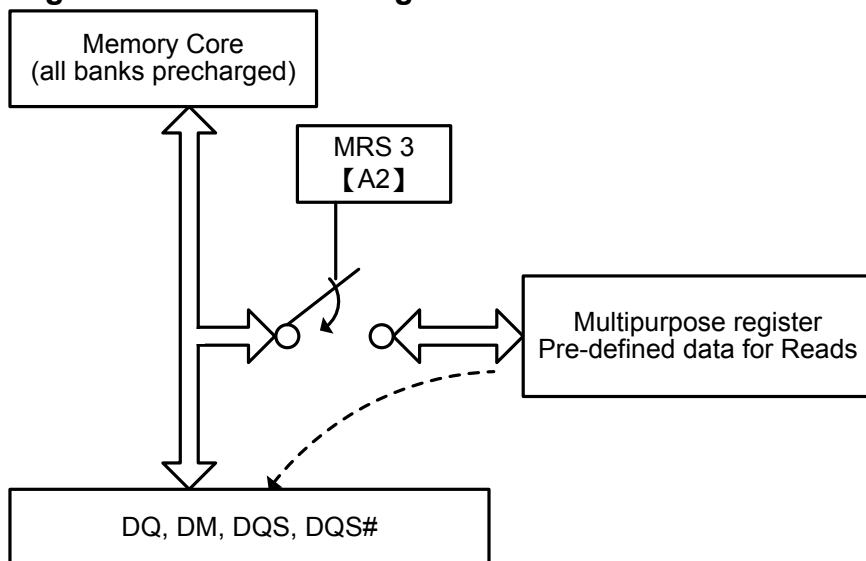 Memory Core
(all banks precharged)
MRS 3
【A2】
Multipurpose register
Pre-defined data for Reads
DQ, DM, DQS, DQS#